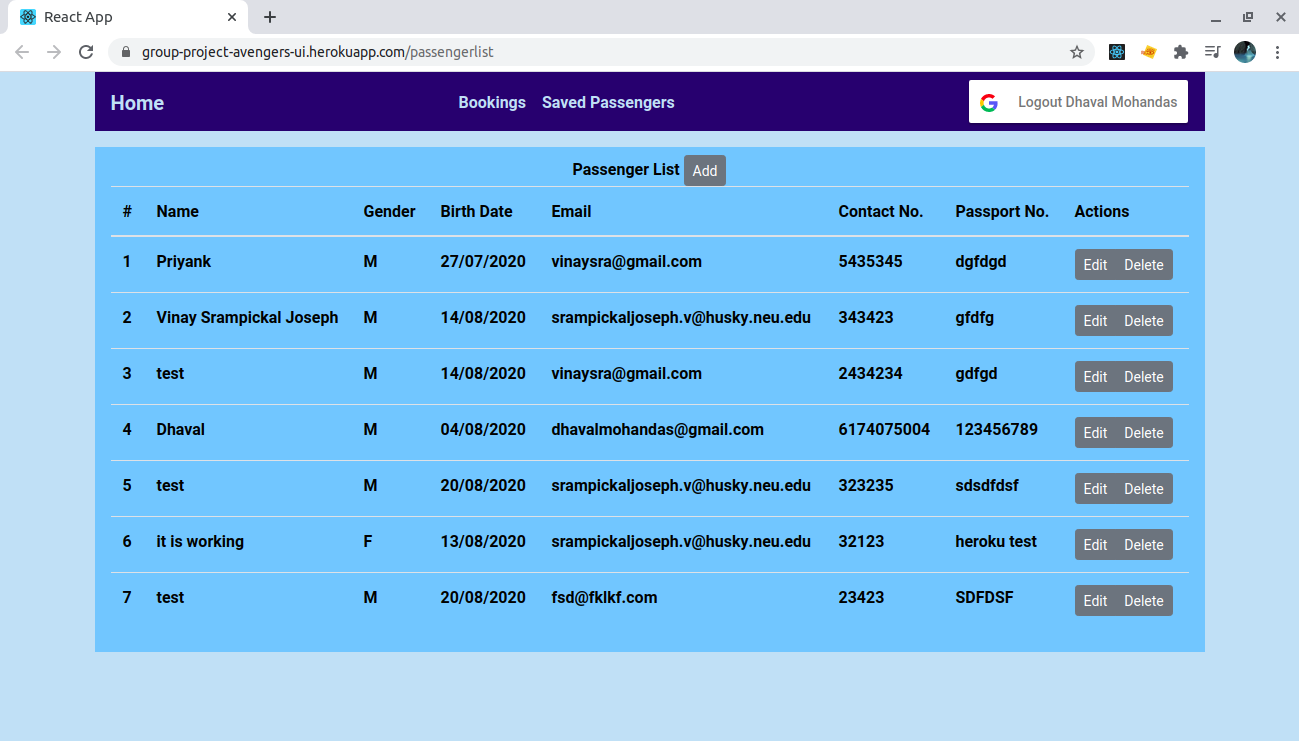 React App
group-project-avengers-ui.herokuapp.com/passengerlist
Home Bookings Saved Passengers Logout Dhaval Mohandas
Passenger List Add
# Name Gender Birth Date Email Contact No. Passport No. Actions
1 Priyank M 27/07/2020 vinaysra@gmail.com 5435345 dgfdgd Edit Delete
2 Vinay Srampickal Joseph M 14/08/2020 srampickaljoseph.v@husky.neu.edu 343423 gfdfg Edit Delete
3 test M 14/08/2020 vinaysra@gmail.com 2434234 gdfgd Edit Delete
4 Dhaval M 04/08/2020 dhavalmohandas@gmail.com 6174075004 123456789 Edit Delete
5 test M 20/08/2020 srampickaljoseph.v@husky.neu.edu 323235 sdsdfdsf Edit Delete
6 it is working F 13/08/2020 srampickaljoseph.v@husky.neu.edu 32123 heroku test Edit Delete
7 test M 20/08/2020 fsd@fklkf.com 23423 SDFDSF Edit Delete